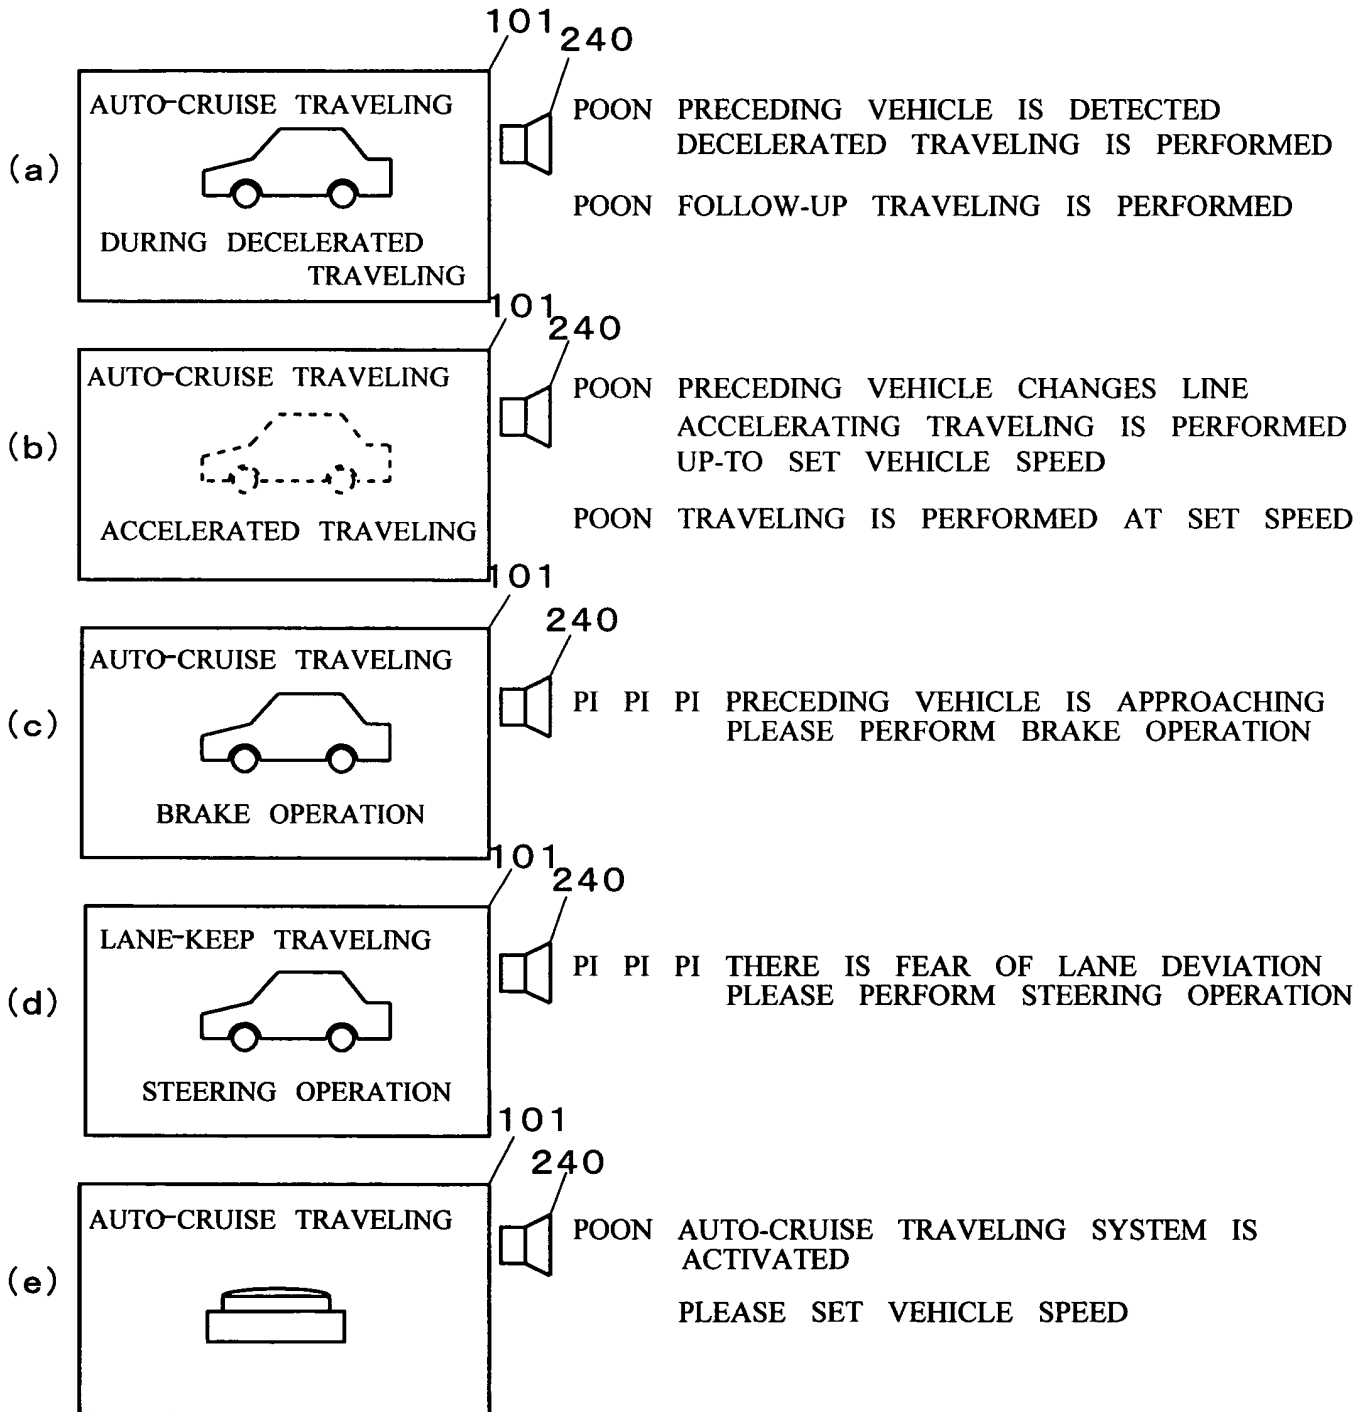 101
240
(a)
AUTO-CRUISE TRAVELING
DURING DECELERATED
TRAVELING
POON PRECEDING VEHICLE IS DETECTED
DECELERATED TRAVELING IS PERFORMED
POON FOLLOW-UP TRAVELING IS PERFORMED
101
240
(b)
AUTO-CRUISE TRAVELING
ACCELERATED TRAVELING
POON PRECEDING VEHICLE CHANGES LINE
ACCELERATING TRAVELING IS PERFORMED
UP-TO SET VEHICLE SPEED
POON TRAVELING IS PERFORMED AT SET SPEED
101
240
(c)
AUTO-CRUISE TRAVELING
BRAKE OPERATION
PI PI PI PRECEDING VEHICLE IS APPROACHING
PLEASE PERFORM BRAKE OPERATION
101
240
(d)
LANE-KEEP TRAVELING
STEERING OPERATION
PI PI PI THERE IS FEAR OF LANE DEVIATION
PLEASE PERFORM STEERING OPERATION
101
240
(e)
AUTO-CRUISE TRAVELING
POON AUTO-CRUISE TRAVELING SYSTEM IS
ACTIVATED
PLEASE SET VEHICLE SPEED